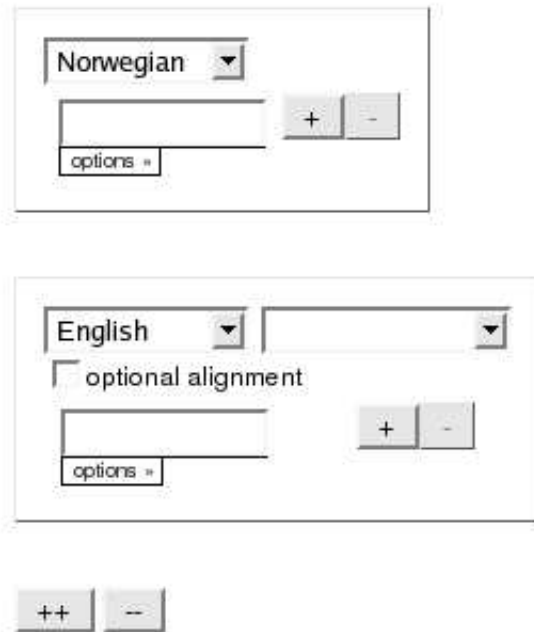 Norwegian
+ -
options »
English
optional alignment
+ -
options »
++ --